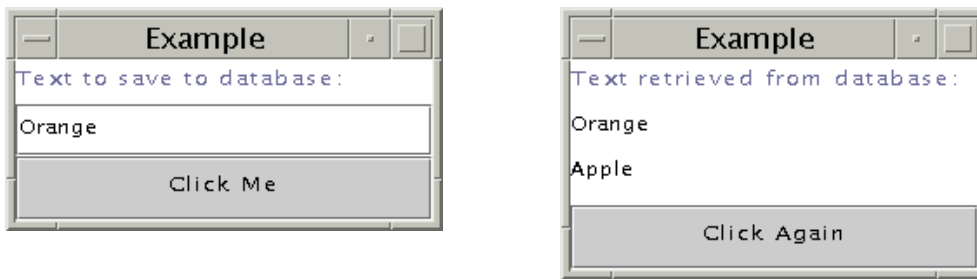 Example
Text to save to database:
Orange
Click Me
Example
Text retrieved from database:
Orange
Apple
Click Again